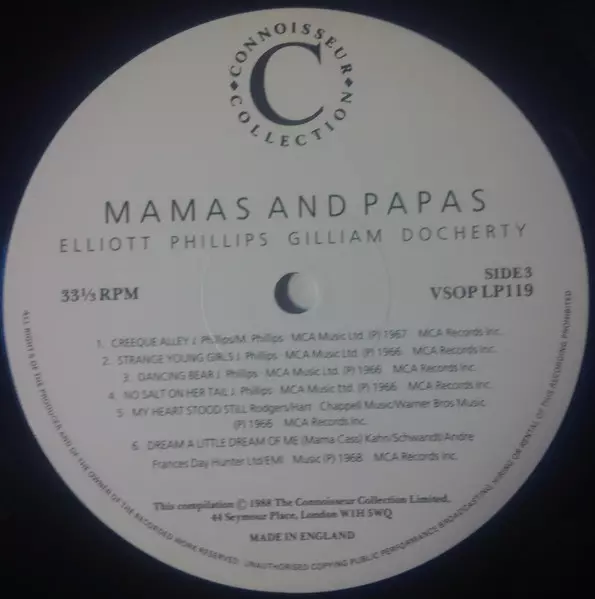 CONNOISSEUR
C
COLLECTION
MAMAS AND PAPAS
ELLIOTT PHILLIPS GILLIAM DOCHERTY
33⅓ RPM
SIDE 3
VSOP LP119
1. CREEQUE ALLEY J. Phillips/M. Phillips MCA Music Ltd. (P) 1967 MCA Records Inc.
2. STRANGE YOUNG GIRLS J. Phillips MCA Music Ltd. (P) 1966 MCA Records Inc.
3. DANCING BEAR J. Phillips MCA Music Ltd. (P) 1966 MCA Records Inc.
4. NO SALT ON HER TAIL J. Phillips MCA Music Ltd. (P) 1966 MCA Records Inc.
5. MY HEART STOOD STILL Rodgers/Hart Chappell Music/Warner Bros Music
(P) 1966 MCA Records Inc.
6. DREAM A LITTLE DREAM OF ME (Mama Cass) Kahn/Schwandt/Andre
Frances Day Hunter Ltd/EMI Music (P) 1968 MCA Records Inc.
This compilation © 1988 The Connoisseur Collection Limited,
44 Seymour Place, London W1H 5WQ
MADE IN ENGLAND
ALL RIGHTS OF THE PRODUCER AND OF THE OWNER OF THE RECORDED WORK RESERVED. UNAUTHORISED COPYING PUBLIC PERFORMANCE BROADCASTING, HIRING OR RENTAL OF THIS RECORDING PROHIBITED